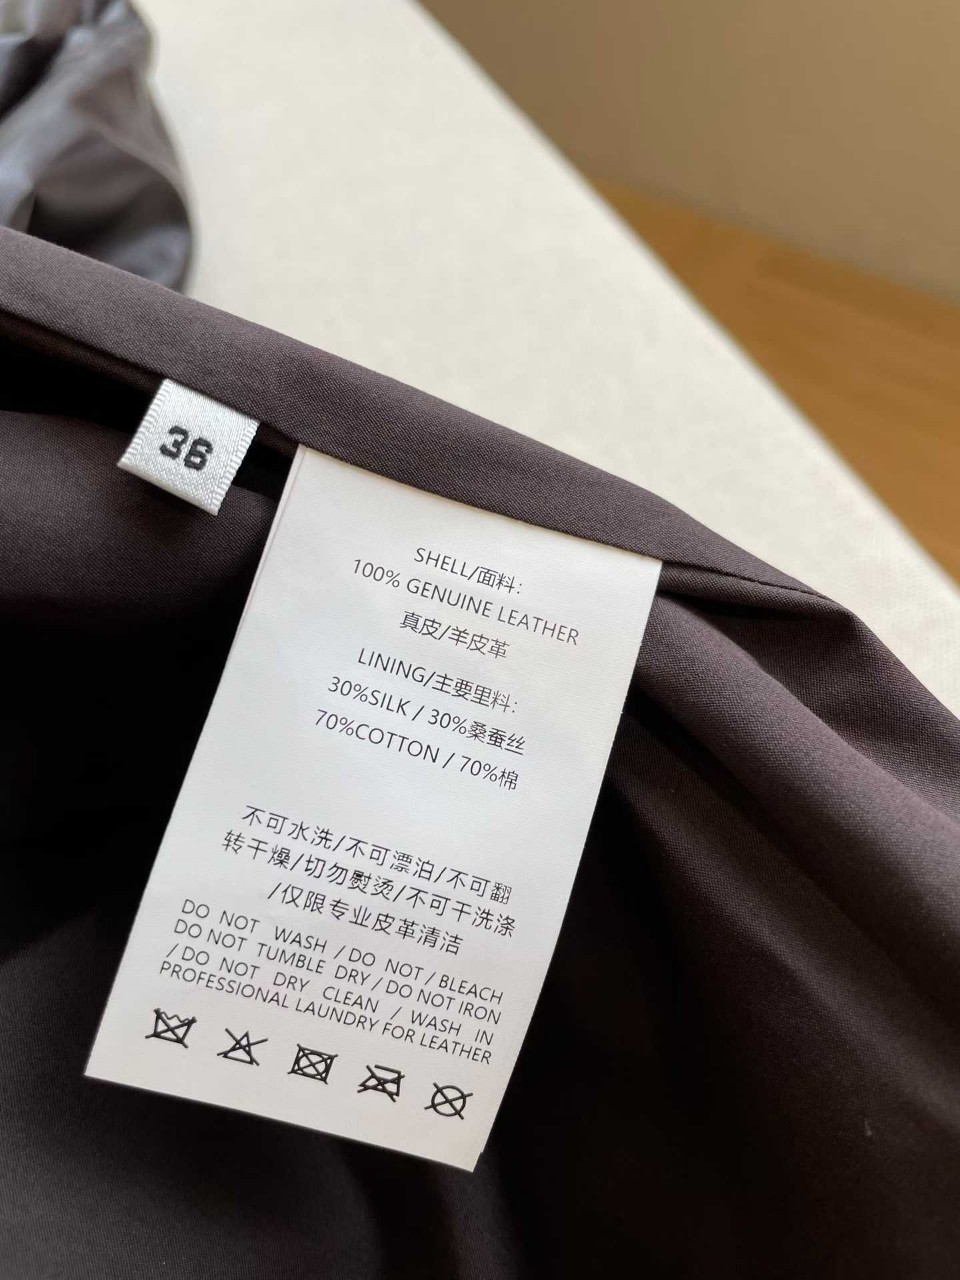 36
SHELL/面料:
100% GENUINE LEATHER
真皮/羊皮革
LINING/主要里料:
30%SILK / 30%桑蚕丝
70%COTTON / 70%棉
不可水洗/不可漂泊/不可翻
转干燥/切勿熨烫/不可干洗涤
/仅限专业皮革清洁
DO NOT WASH / DO NOT / BLEACH
DO NOT TUMBLE DRY / DO NOT IRON
/ DO NOT DRY CLEAN / WASH IN
PROFESSIONAL LAUNDRY FOR LEATHER